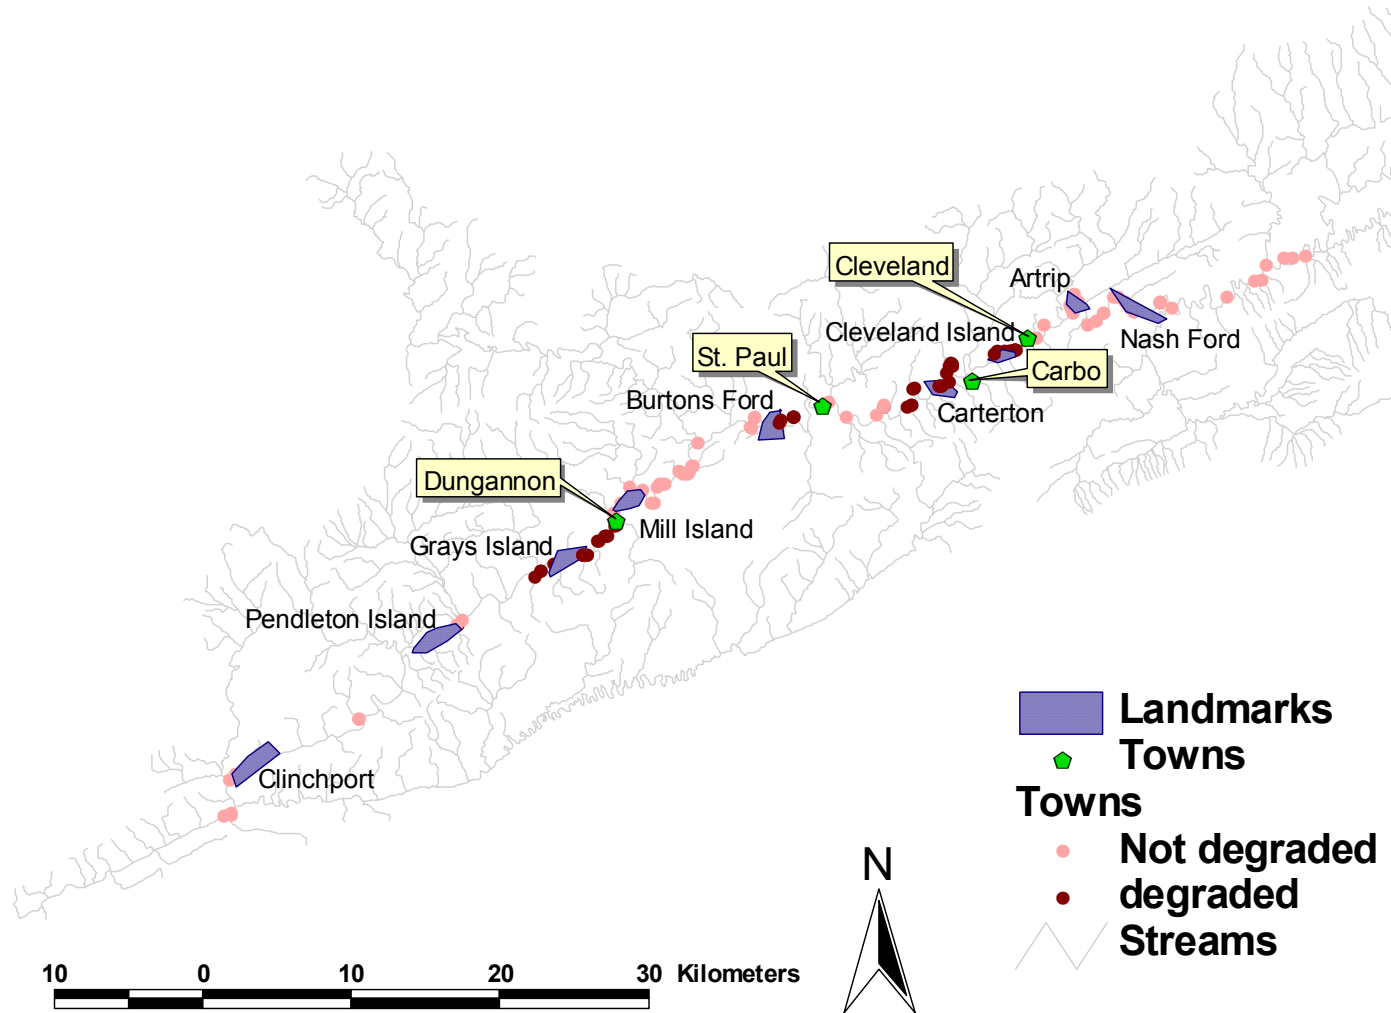 Cleveland
Artrip
Cleveland Island
Nash Ford
St. Paul
Carbo
Burtons Ford
Carterton
Dungannon
Mill Island
Grays Island
Pendleton Island
Clinchport
Landmarks
Towns
Towns
Not degraded
degraded
Streams
N
10 0 10 20 30 Kilometers